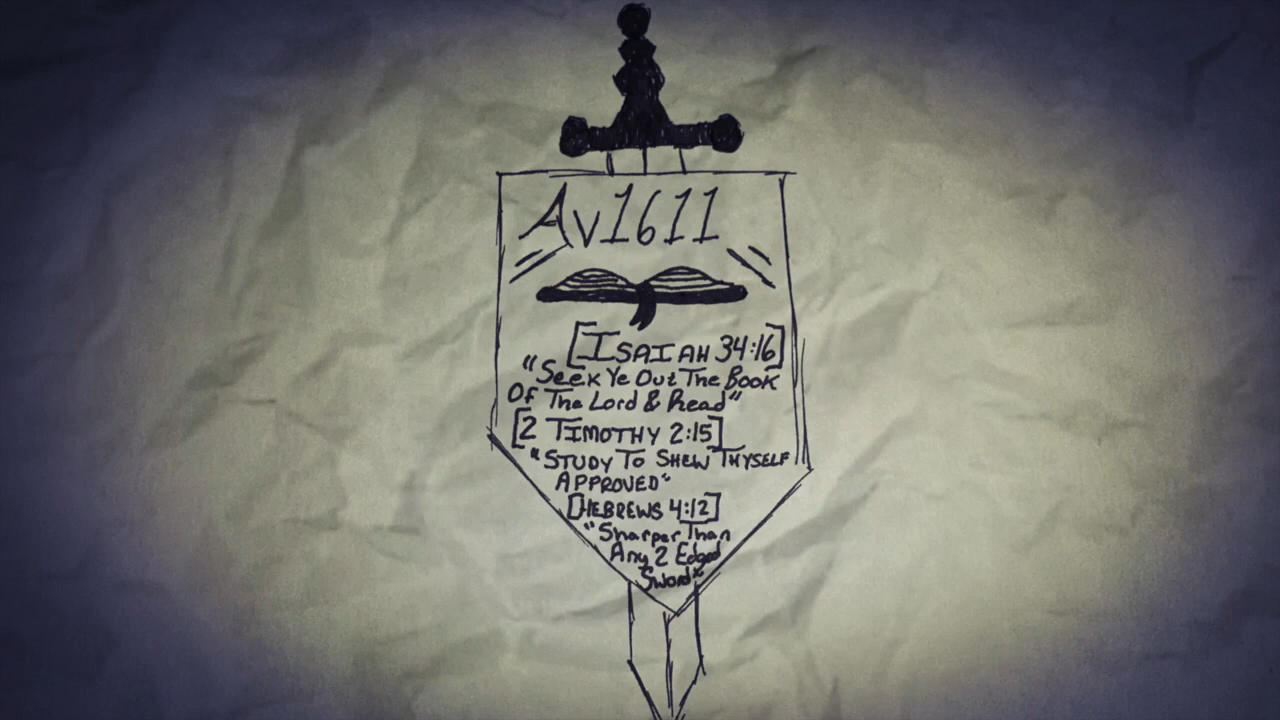 Av1611
[ISAIAH 34:16]
"Seek Ye Out The Book
Of The Lord & Read"
[2 TIMOTHY 2:15]
"STUDY TO SHEW THYSELF
APPROVED"
[HEBREWS 4:12]
"Sharper Than
Any 2 Edged
Sword"